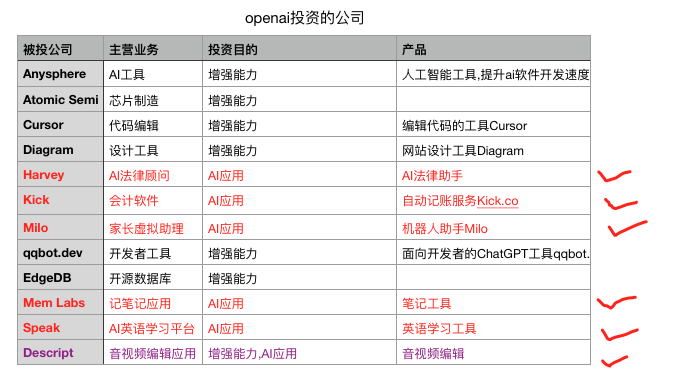 openai投资的公司
被投公司 主营业务 投资目的 产品
Anysphere AI工具 增强能力 人工智能工具,提升ai软件开发速度
Atomic Semi 芯片制造 增强能力
Cursor 代码编辑 增强能力 编辑代码的工具Cursor
Diagram 设计工具 增强能力 网站设计工具Diagram
Harvey AI法律顾问 AI应用 AI法律助手
Kick 会计软件 AI应用 自动记账服务Kick.co
Milo 家长虚拟助理 AI应用 机器人助手Milo
qqbot.dev 开发者工具 增强能力 面向开发者的ChatGPT工具qqbot.
EdgeDB 开源数据库 增强能力
Mem Labs 记笔记应用 AI应用 笔记工具
Speak AI英语学习平台 AI应用 英语学习工具
Descript 音视频编辑应用 增强能力,AI应用 音视频编辑